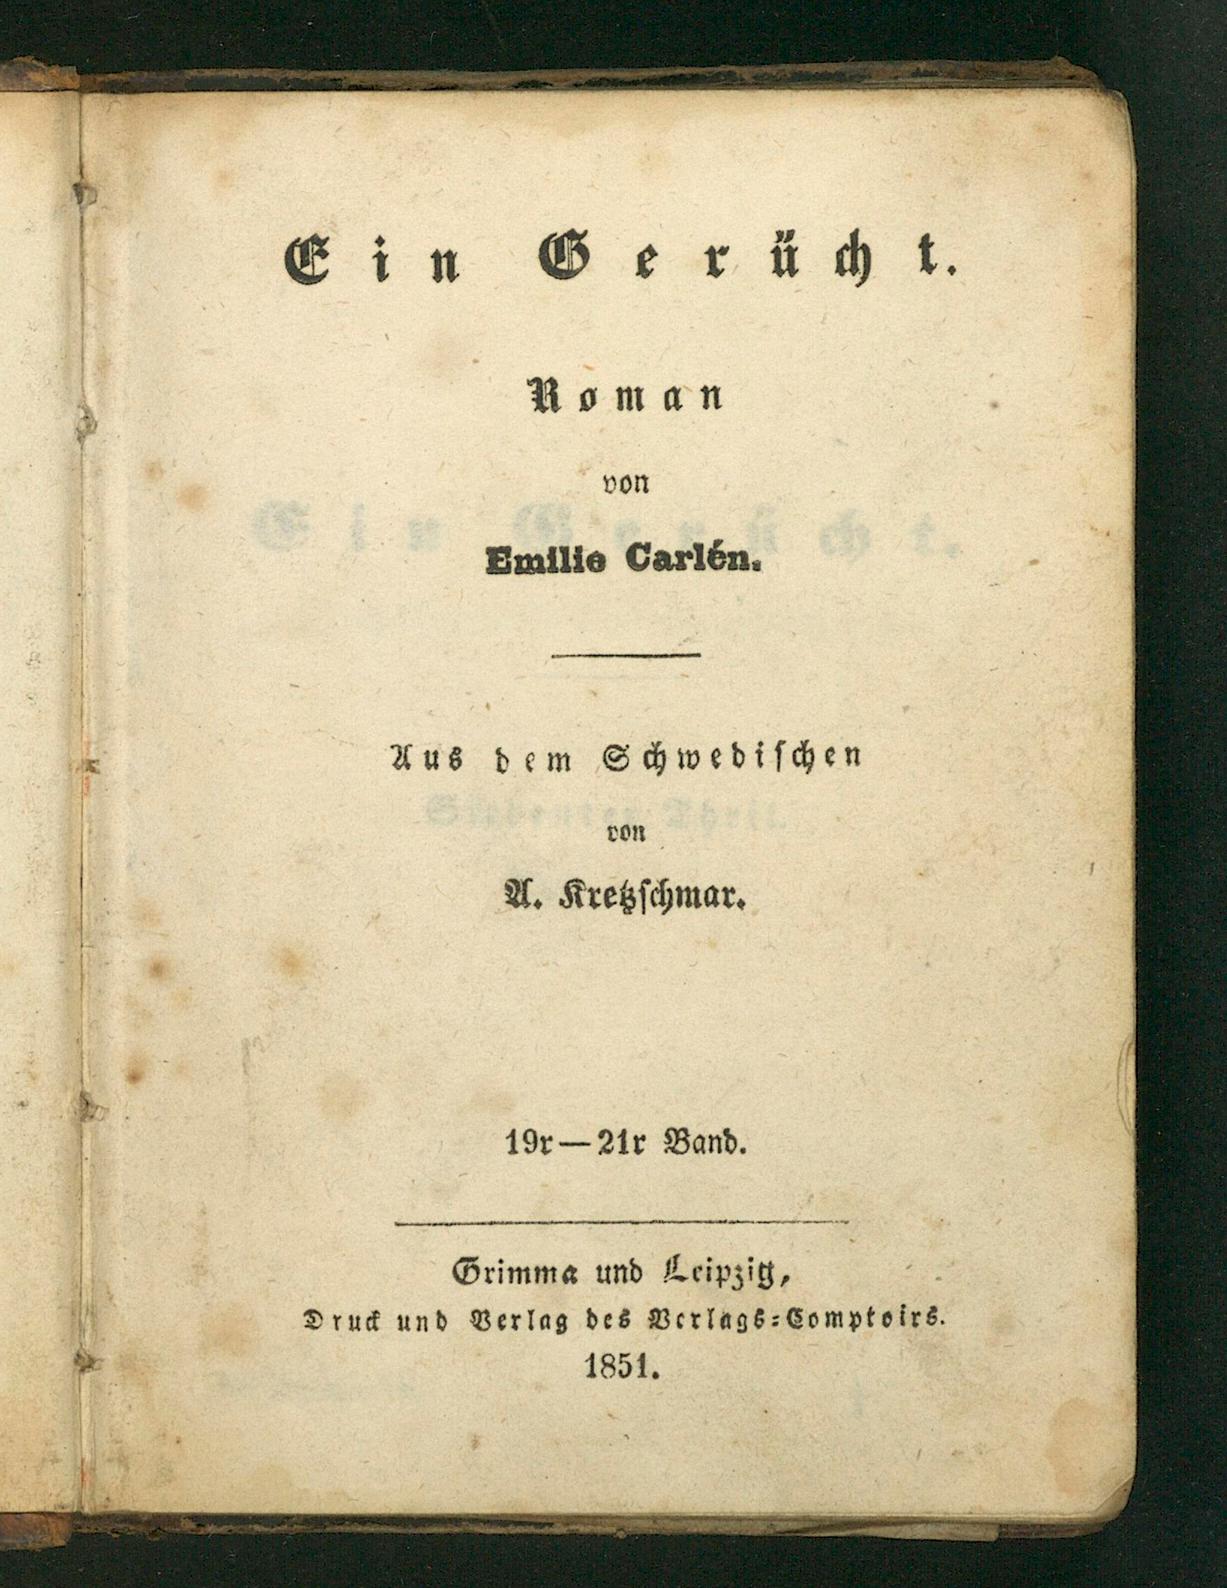 Ein Gerücht.
Roman
von
Emilie Carlén.
Aus dem Schwedischen
von
A. Kretzschmar.
19r—21r Band.
Grimma und Leipzig,
Druck und Verlag des Verlags-Comptoirs.
1851.